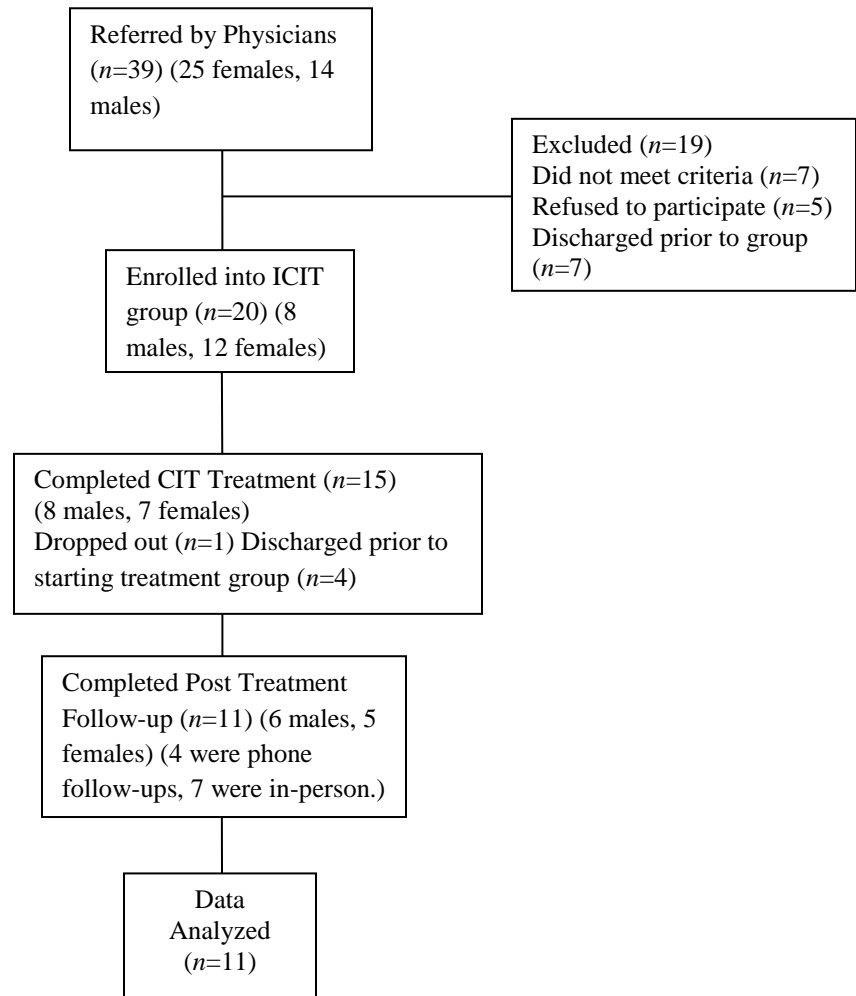 Referred by Physicians
(n=39) (25 females, 14
males)
Excluded (n=19)
Did not meet criteria (n=7)
Refused to participate (n=5)
Discharged prior to group
(n=7)
Enrolled into ICIT
group (n=20) (8
males, 12 females)
Completed CIT Treatment (n=15)
(8 males, 7 females)
Dropped out (n=1) Discharged prior to
starting treatment group (n=4)
Completed Post Treatment
Follow-up (n=11) (6 males, 5
females) (4 were phone
follow-ups, 7 were in-person.)
Data
Analyzed
(n=11)